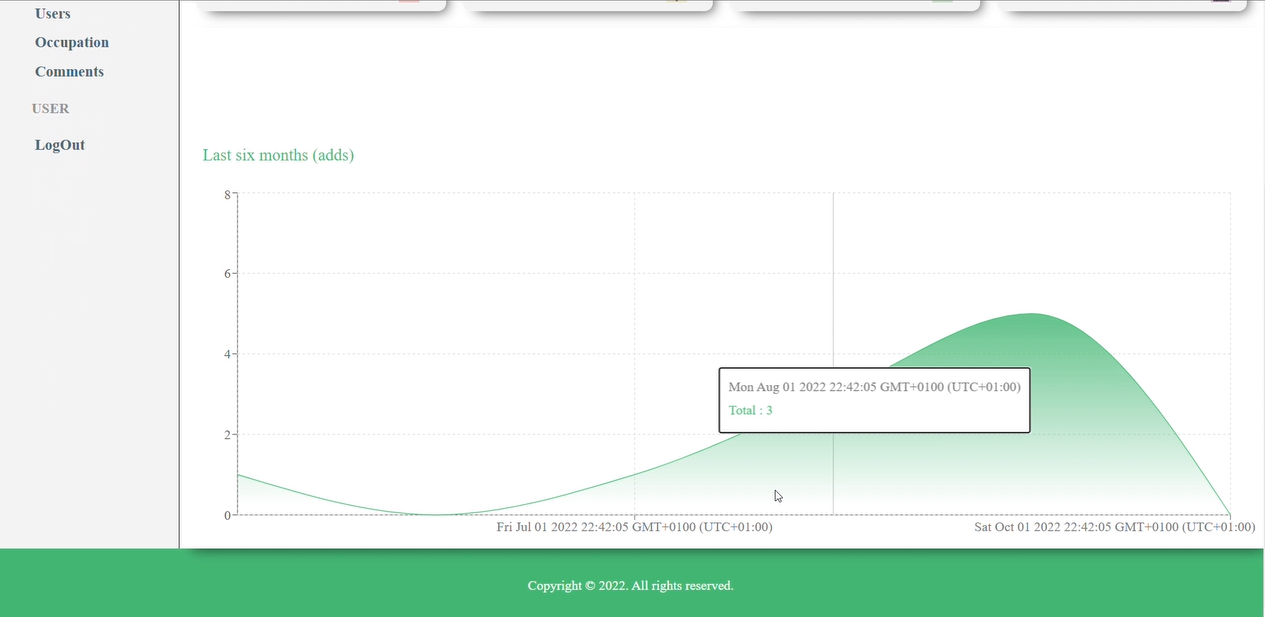 Users
Occupation
Comments
USER
LogOut
Last six months (adds)
8
6
4
2
0
Mon Aug 01 2022 22:42:05 GMT+0100 (UTC+01:00)
Total : 3
Fri Jul 01 2022 22:42:05 GMT+0100 (UTC+01:00)
Sat Oct 01 2022 22:42:05 GMT+0100 (UTC+01:00)
Copyright © 2022. All rights reserved.